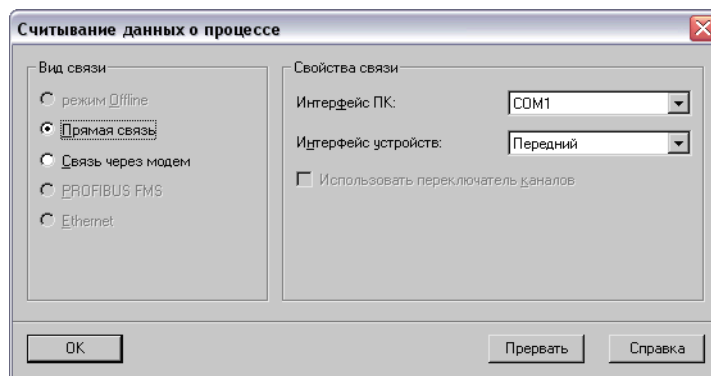 Считывание данных о процессе
Вид связи
режим Offline
Прямая связь
Связь через модем
PROFIBUS FMS
Ethernet
Свойства связи
Интерфейс ПК: COM1
Интерфейс устройств: Передний
Использовать переключатель каналов
OK Прервать Справка